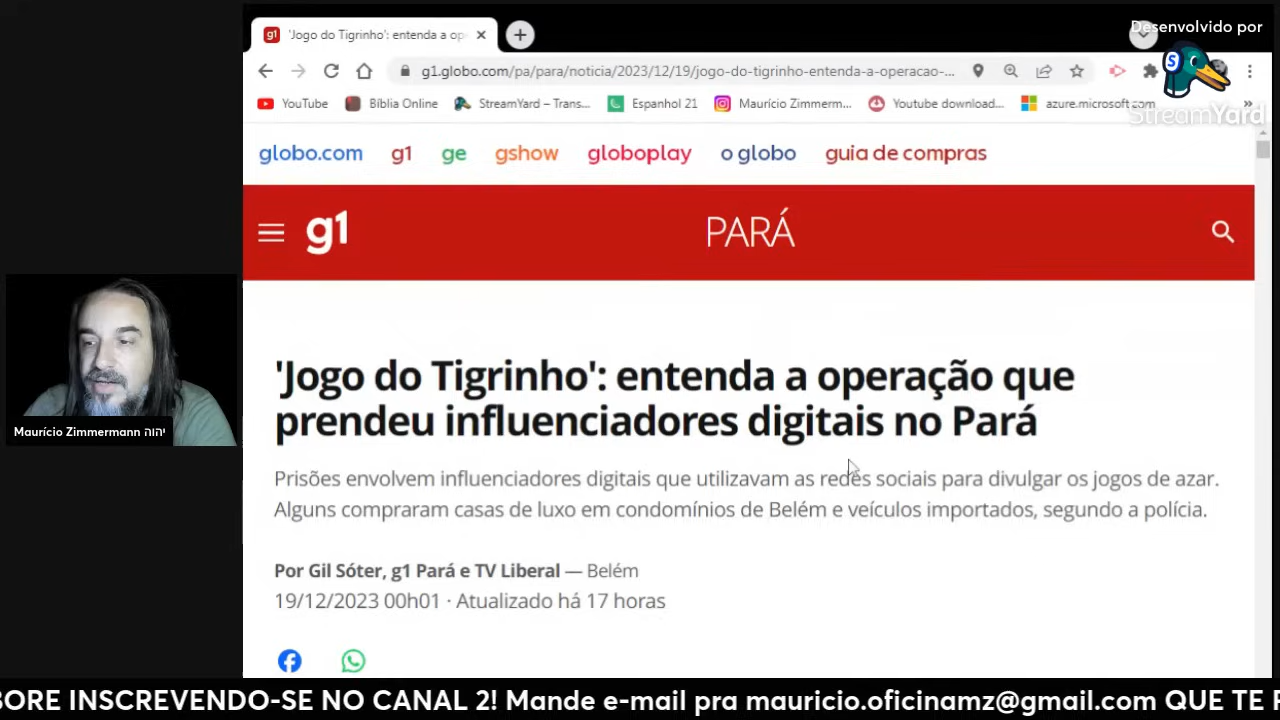 'Jogo do Tigrinho': entenda a ope
Desenvolvido por
StreamYard
g1.globo.com/pa/para/noticia/2023/12/19/jogo-do-tigrinho-entenda-a-operacao-...
YouTube Bíblia Online StreamYard – Trans... Espanhol 21 Maurício Zimmerm... Youtube download... azure.microsoft.com »
globo.com g1 ge gshow globoplay o globo guia de compras
g1 PARÁ
'Jogo do Tigrinho': entenda a operação que
prendeu influenciadores digitais no Pará
Prisões envolvem influenciadores digitais que utilizavam as redes sociais para divulgar os jogos de azar.
Alguns compraram casas de luxo em condomínios de Belém e veículos importados, segundo a polícia.
Por Gil Sóter, g1 Pará e TV Liberal — Belém
19/12/2023 00h01 · Atualizado há 17 horas
Maurício Zimmermann יהוה
BORE INSCREVENDO-SE NO CANAL 2! Mande e-mail pra mauricio.oficinamz@gmail.com QUE TE